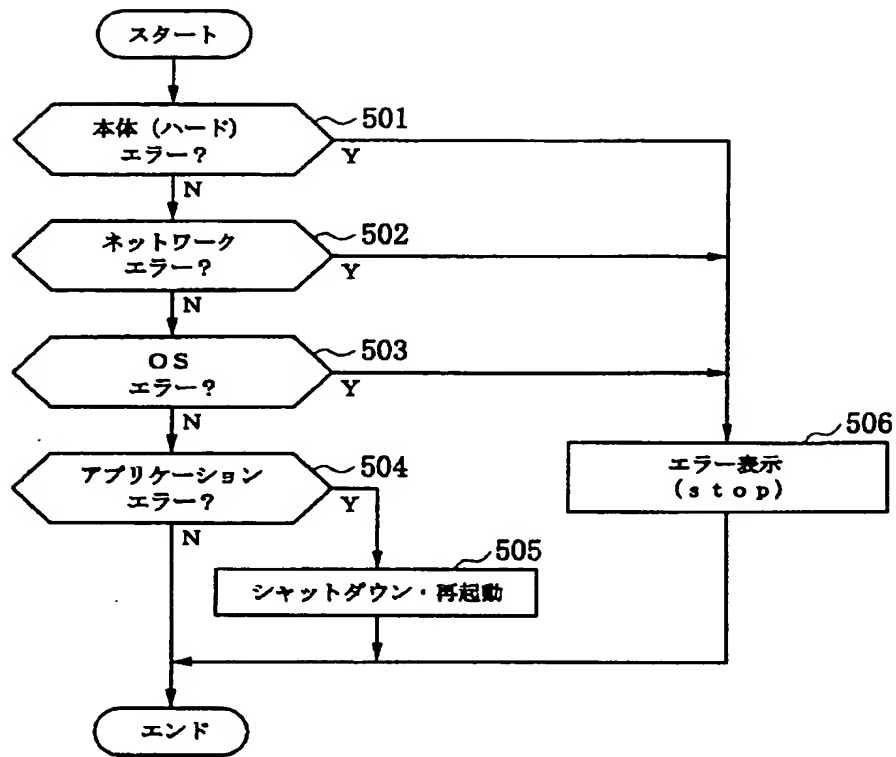 スタート
本体（ハード）
エラー？
501
Y
N
ネットワーク
エラー？
502
Y
N
ＯＳ
エラー？
503
Y
N
アプリケーション
エラー？
504
Y
N
505
シャットダウン・再起動
506
エラー表示
（ｓｔｏｐ）
エンド